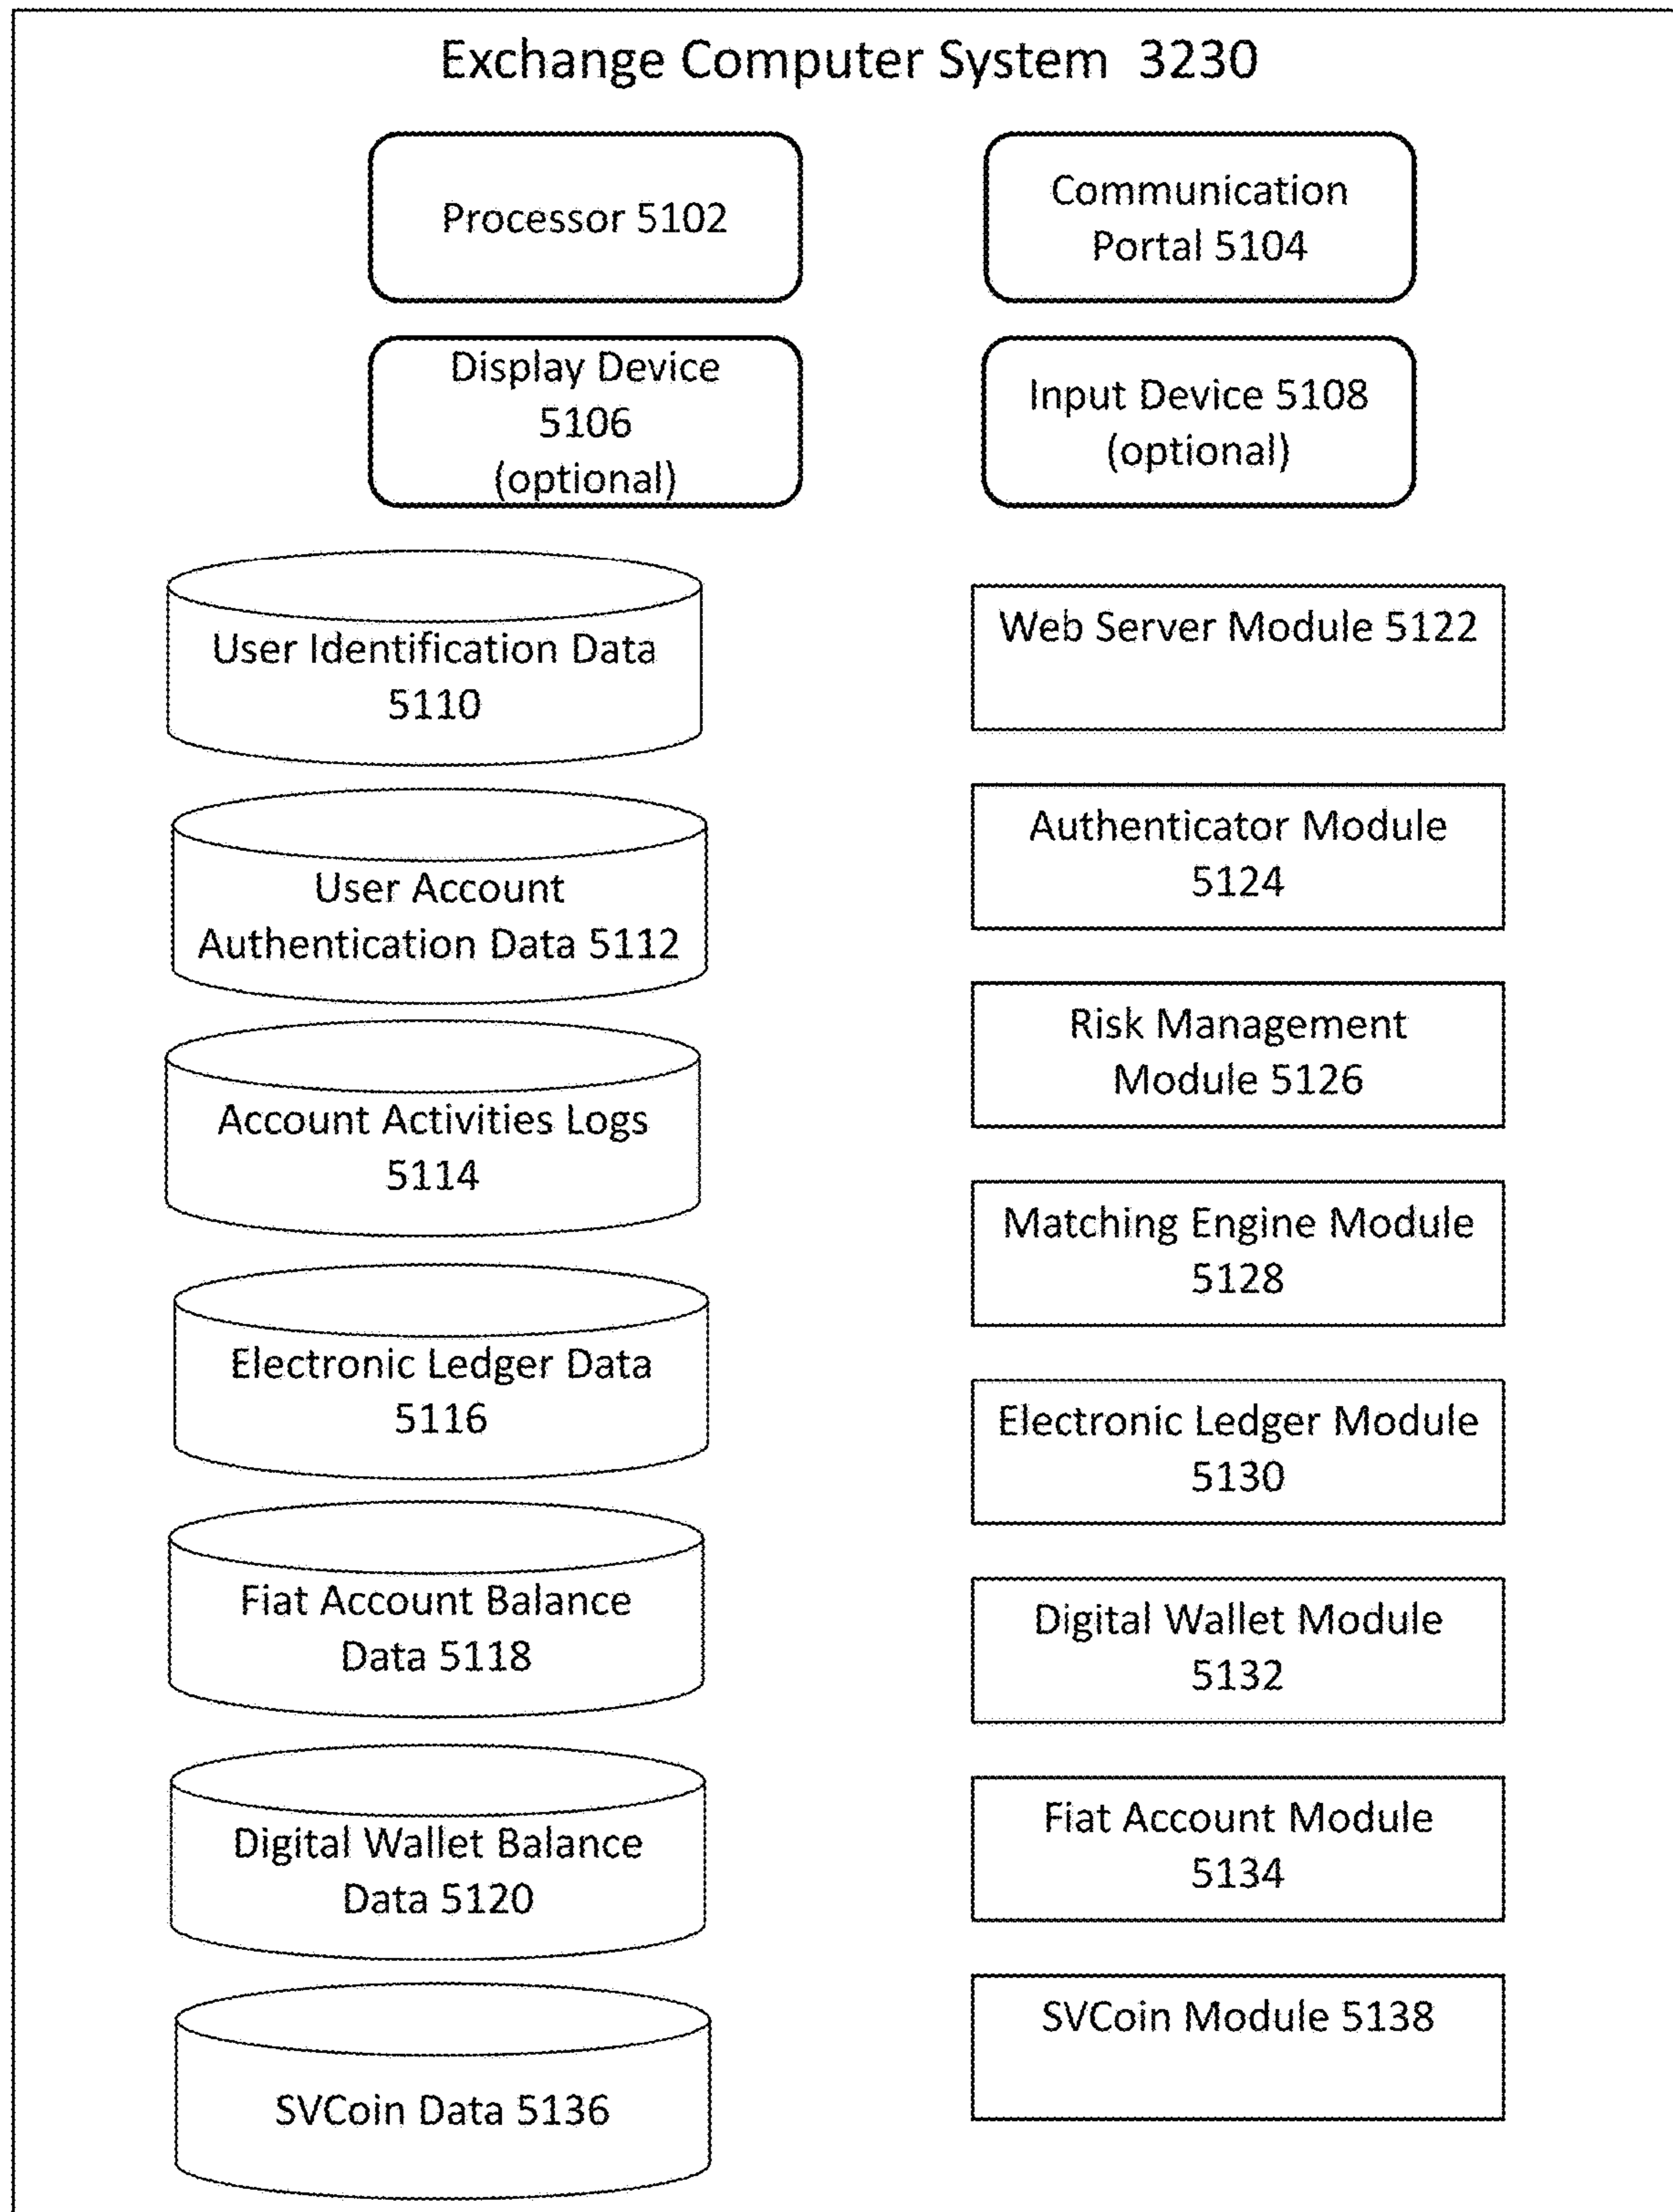 Exchange Computer System 3230
Processor 5102
Communication
Portal 5104
Display Device
5106
(optional)
Input Device 5108
(optional)
User Identification Data
5110
User Account
Authentication Data 5112
Account Activities Logs
5114
Electronic Ledger Data
5116
Fiat Account Balance
Data 5118
Digital Wallet Balance
Data 5120
SVCoin Data 5136
Web Server Module 5122
Authenticator Module
5124
Risk Management
Module 5126
Matching Engine Module
5128
Electronic Ledger Module
5130
Digital Wallet Module
5132
Fiat Account Module
5134
SVCoin Module 5138